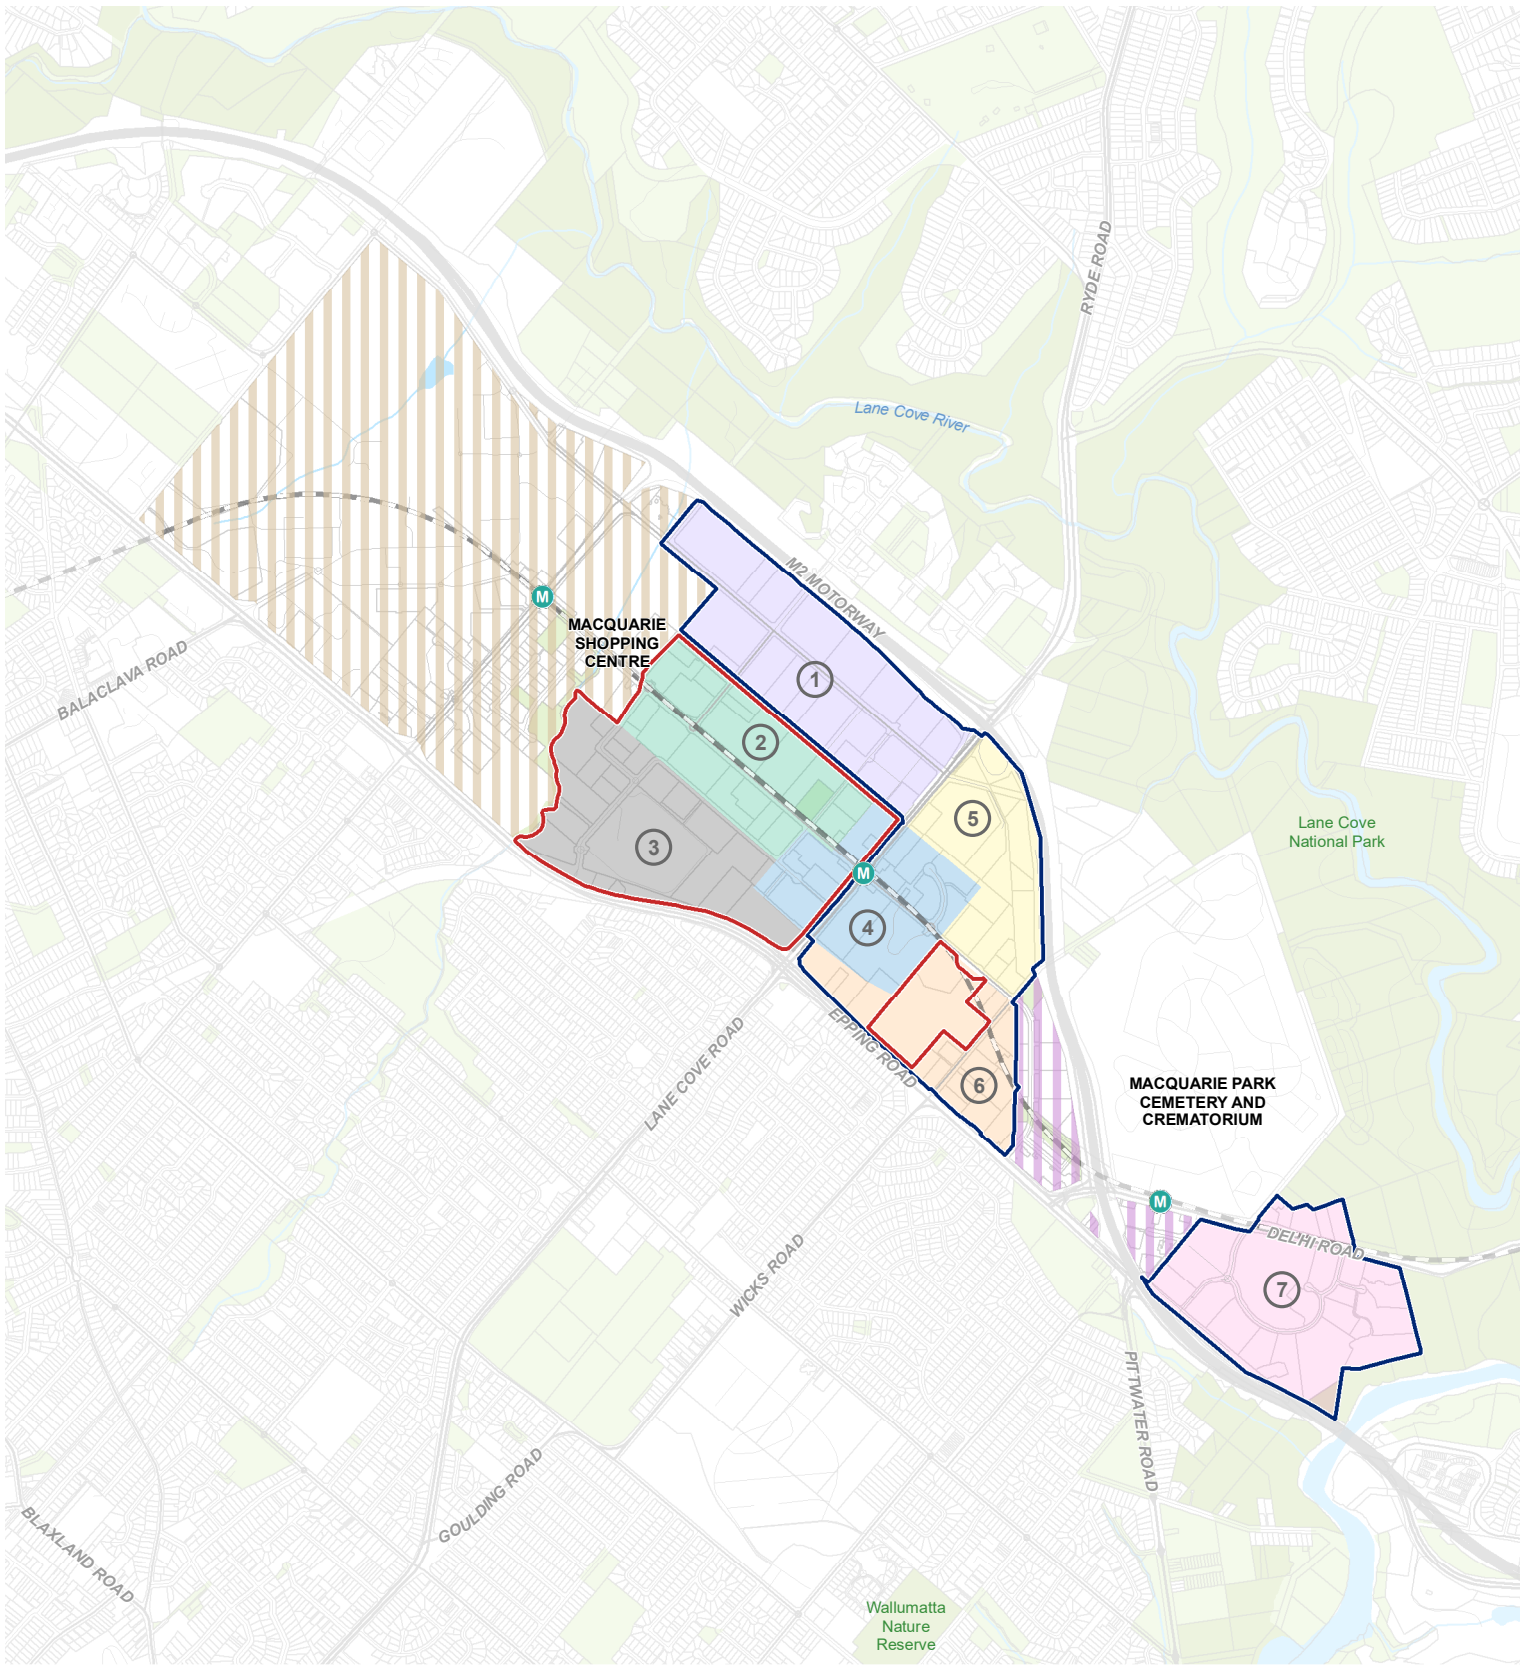 RYDE ROAD
Lane Cove River
M2 MOTORWAY
M
MACQUARIE
SHOPPING
CENTRE
BALACLAVA ROAD
1
2
3
5
Lane Cove
National Park
M
4
EPPING ROAD
LANE COVE ROAD
6
MACQUARIE PARK
CEMETERY AND
CREMATORIUM
M
DELHI ROAD
7
WICKS ROAD
PITTWATER ROAD
GOULDING ROAD
BLAXLAND ROAD
Wallumatta
Nature
Reserve